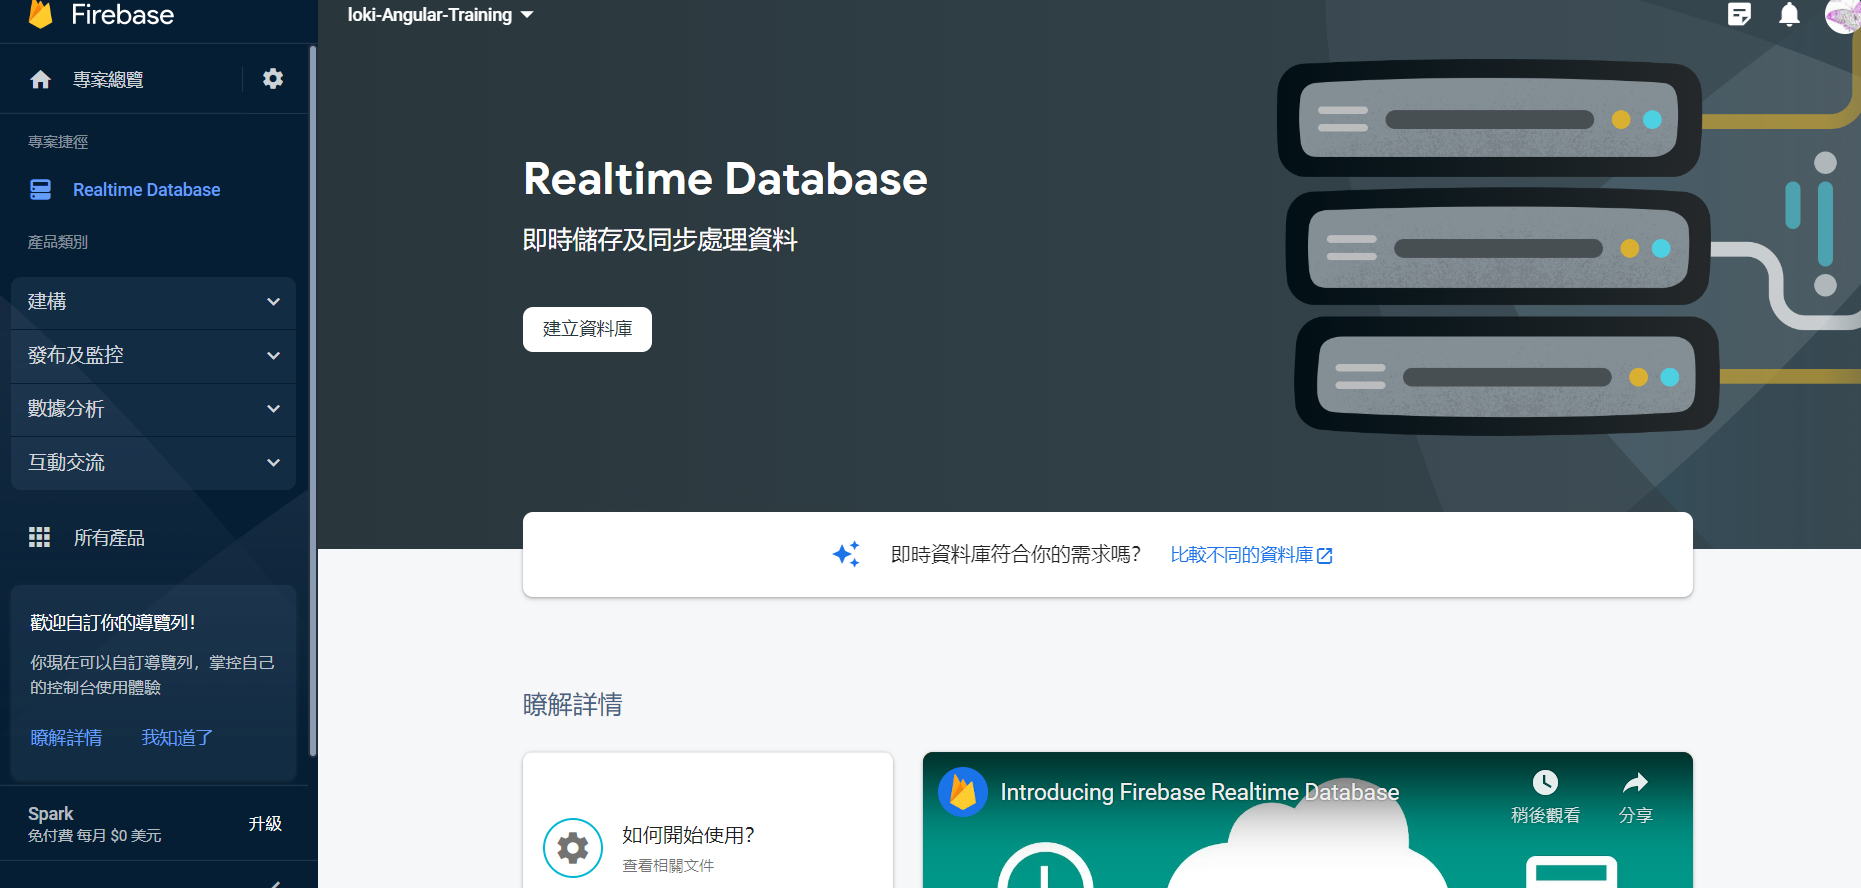 Firebase
專案總覽
專案捷徑
Realtime Database
產品類別
建構
發布及監控
數據分析
互動交流
所有產品
歡迎自訂你的導覽列！
你現在可以自訂導覽列，掌控自己
的控制台使用體驗
瞭解詳情 我知道了
Spark
免付費 每月 $0 美元
升級
loki-Angular-Training
Realtime Database
即時儲存及同步處理資料
建立資料庫
即時資料庫符合你的需求嗎？ 比較不同的資料庫
瞭解詳情
如何開始使用？
查看相關文件
Introducing Firebase Realtime Database
稍後觀看 分享